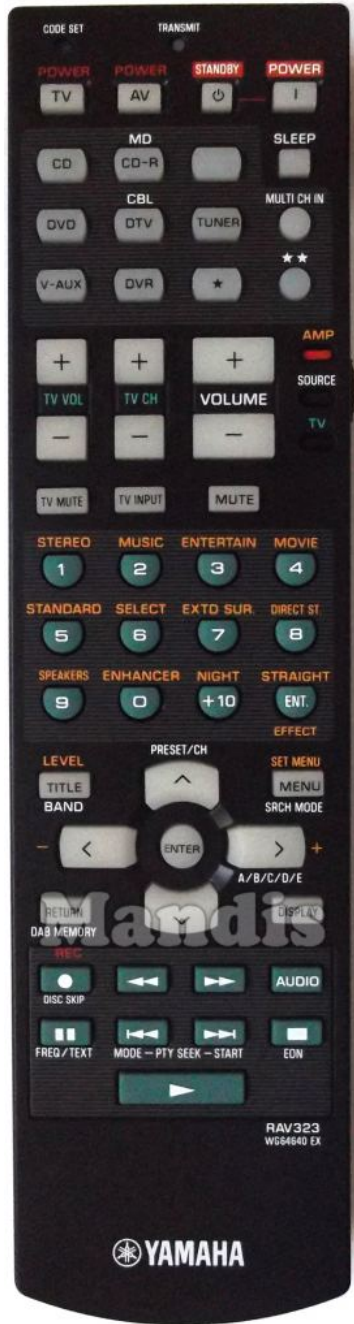 CODE SET TRANSMIT
POWER POWER STANDBY POWER
TV AV I
MD SLEEP
CD CD-R
CBL MULTI CH IN
DVD DTV TUNER
★★
V-AUX DVR ★
AMP
+ + +
SOURCE
TV VOL TV CH VOLUME
TV
– – –
TV MUTE TV INPUT MUTE
STEREO MUSIC ENTERTAIN MOVIE
1 2 3 4
STANDARD SELECT EXTD SUR. DIRECT ST.
5 6 7 8
SPEAKERS ENHANCER NIGHT STRAIGHT
9 0 +10 ENT.
EFFECT
LEVEL PRESET/CH SET MENU
TITLE MENU
BAND SRCH MODE
– ENTER +
A/B/C/D/E
RETURN DISPLAY
Mandis
DAB MEMORY
REC
AUDIO
DISC SKIP
FREQ/TEXT MODE – PTY SEEK – START EON
RAV323
WG64640 EX
YAMAHA